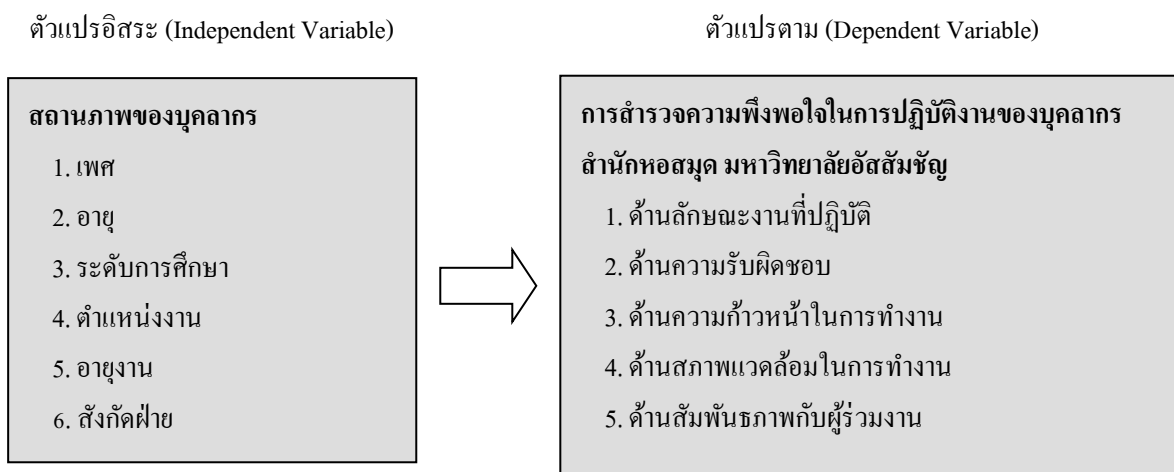 ตัวแปรอิสระ (Independent Variable)
สถานภาพของบุคลากร
1. เพศ
2. อายุ
3. ระดับการศึกษา
4. ตำแหน่งงาน
5. อายุงาน
6. สังกัดฝ่าย
ตัวแปรตาม (Dependent Variable)
การสำรวจความพึงพอใจในการปฏิบัติงานของบุคลากร
สำนักหอสมุด มหาวิทยาลัยอัสสัมชัญ
1. ด้านลักษณะงานที่ปฏิบัติ
2. ด้านความรับผิดชอบ
3. ด้านความก้าวหน้าในการทำงาน
4. ด้านสภาพแวดล้อมในการทำงาน
5. ด้านสัมพันธภาพกับผู้ร่วมงาน